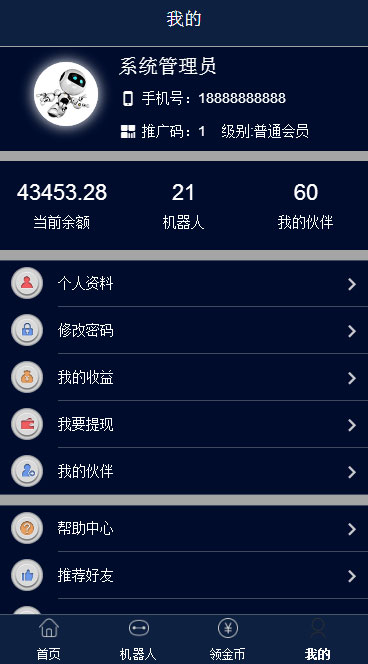 我的
系统管理员
手机号：18888888888
推广码：1 级别:普通会员
43453.28 21 60
当前余额 机器人 我的伙伴
个人资料
修改密码
我的收益
我要提现
我的伙伴
帮助中心
推荐好友
首页 机器人 领金币 我的